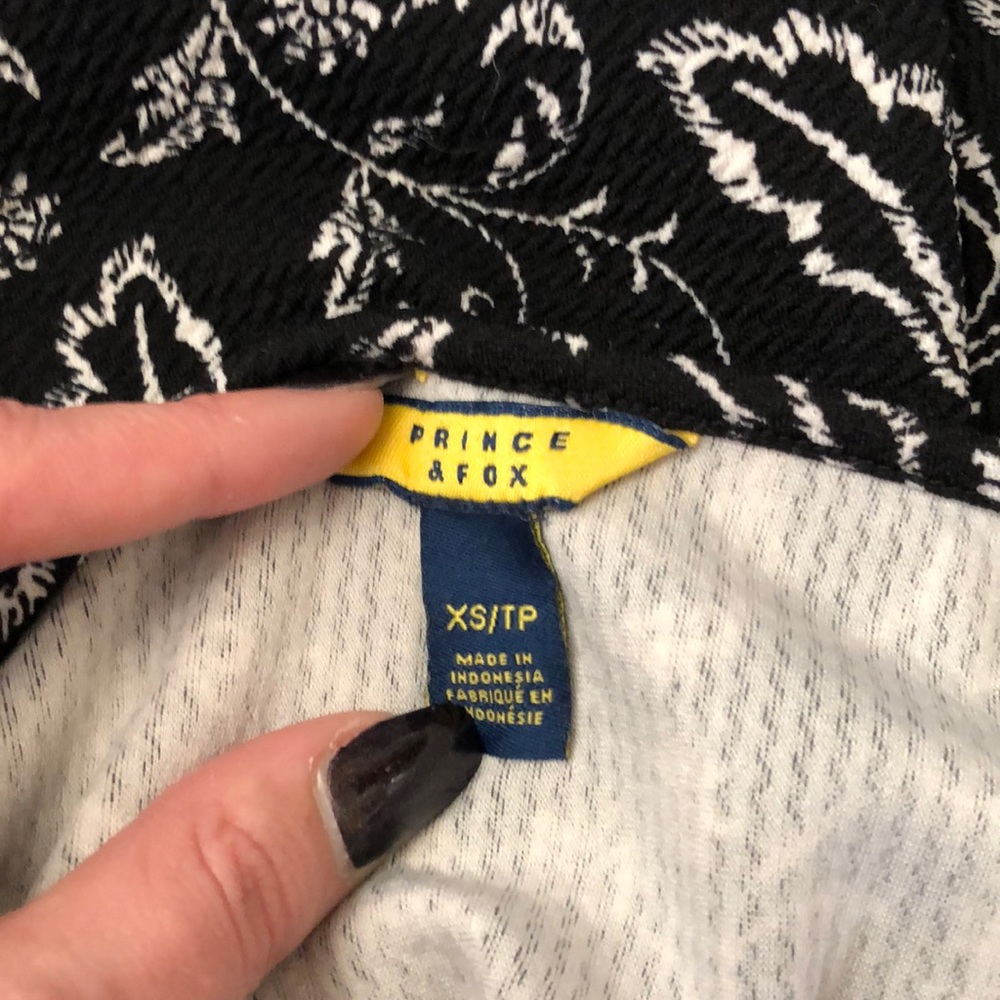 PRINCE
&FOX
XS/TP
MADE IN
INDONESIA
FABRIQUÉ EN
INDONÉSIE